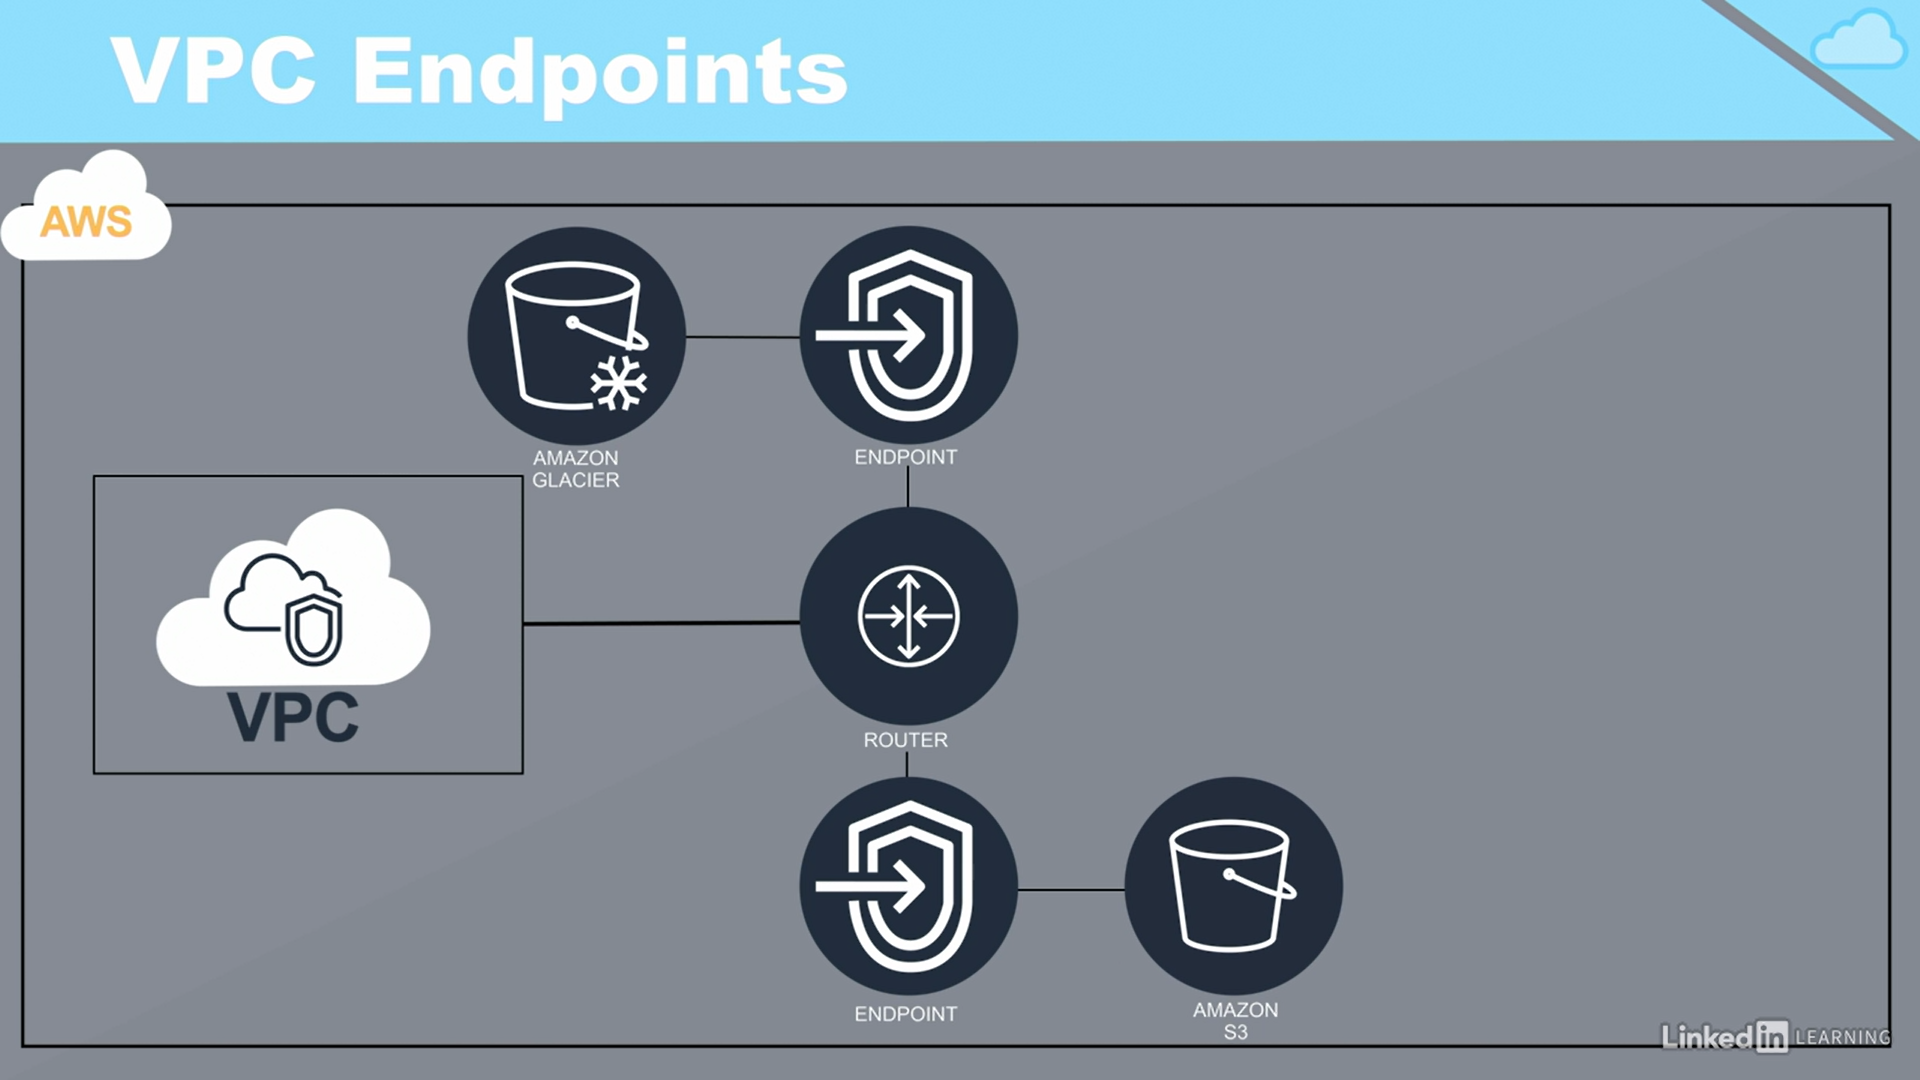 VPC Endpoints
AWS
AMAZON
GLACIER
ENDPOINT
VPC
ROUTER
ENDPOINT
AMAZON
S3
Linked in LEARNING